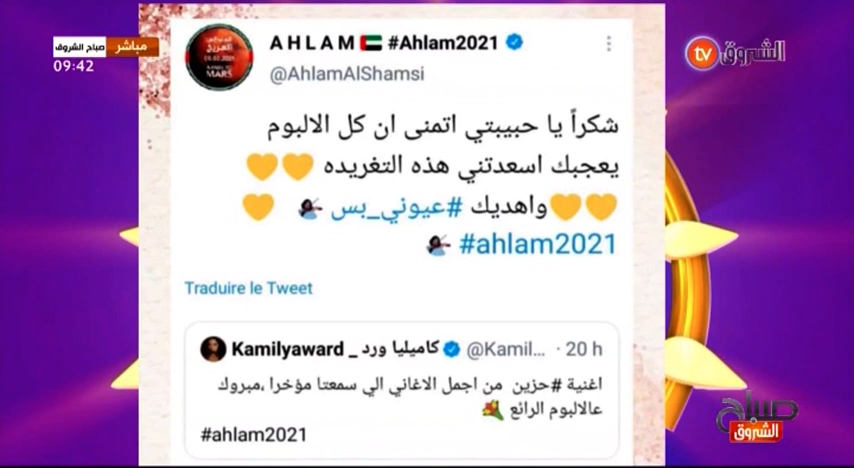 مباشر
صباح الشروق
09:42
الشروق tv
A H L A M 🇦🇪 #Ahlam2021
@AhlamAlShamsi
شكراً يا حبيبتي اتمنى ان كل الالبوم
يعجبك اسعدتني هذه التغريده 💛💛
💛💛واهديك #عيوني_بس 🎻 💛
#ahlam2021 🎻
Traduire le Tweet
Kamilyaward _ كاميليا ورد @Kamil... · 20 h
اغنية #حزين من اجمل الاغاني الي سمعتا مؤخرا ،مبروك
عالالبوم الرائع 💐
#ahlam2021
صباح
الشروق